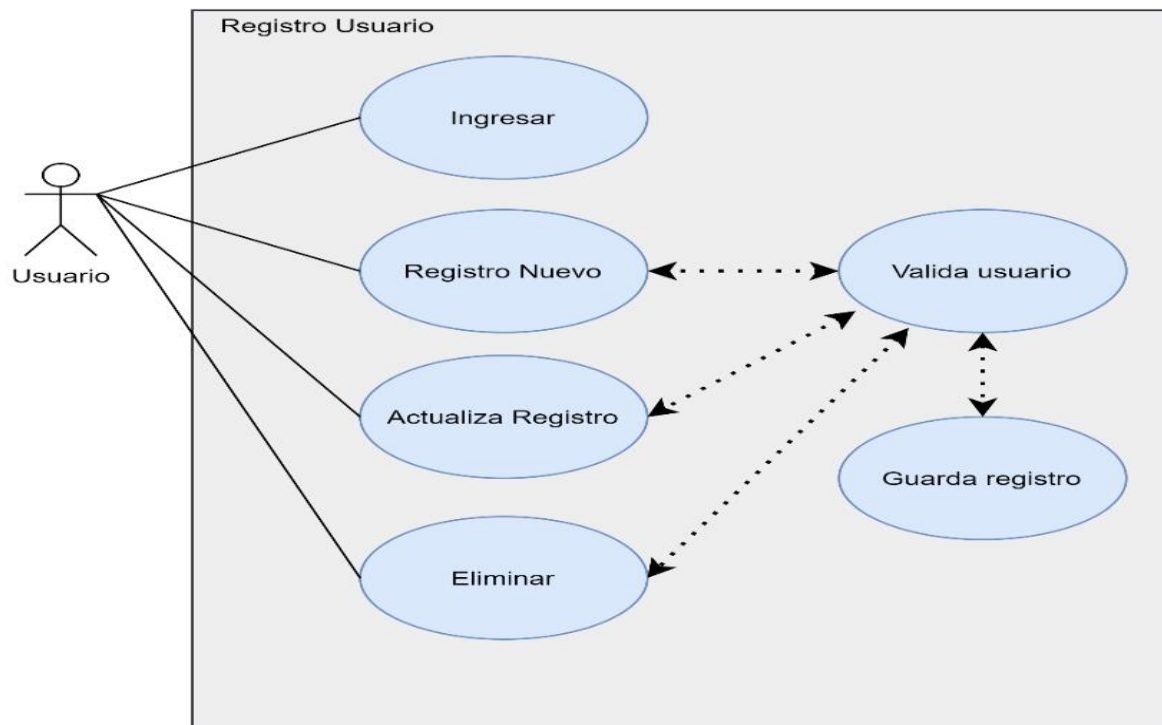 Registro Usuario
Ingresar
Usuario
Registro Nuevo
Valida usuario
Actualiza Registro
Guarda registro
Eliminar